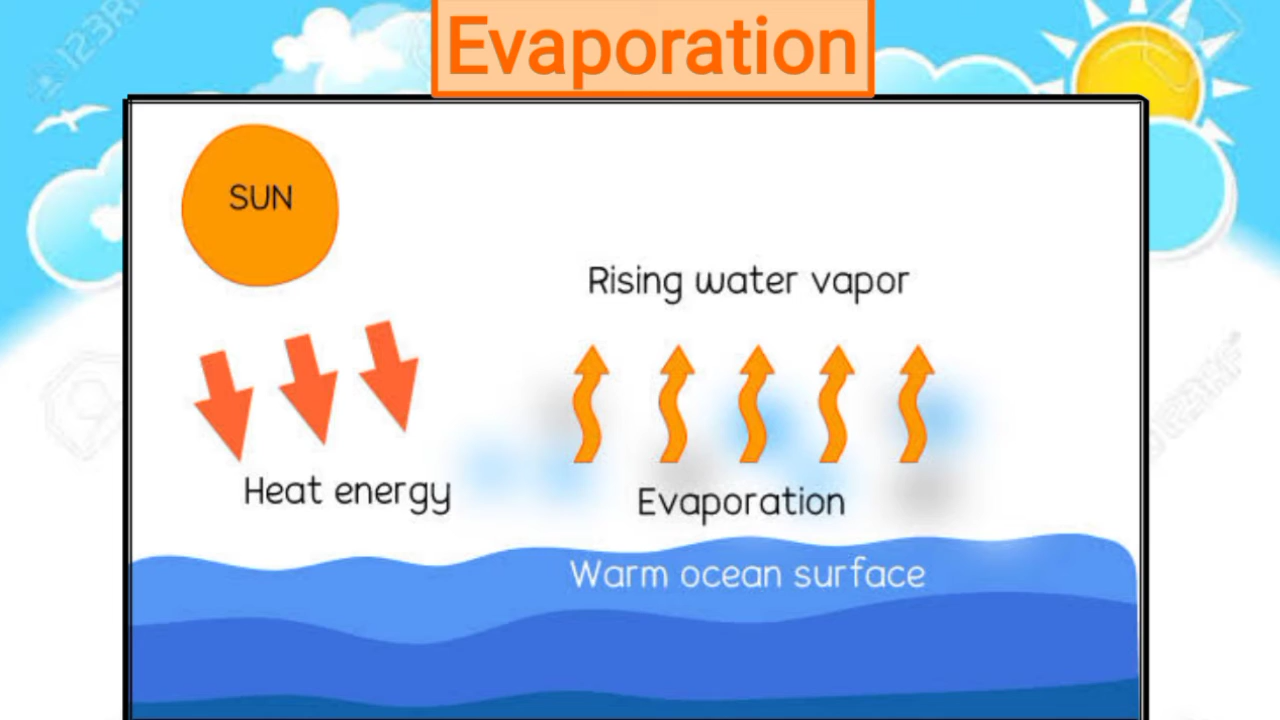 Evaporation
SUN
Rising water vapor
Heat energy
Evaporation
Warm ocean surface